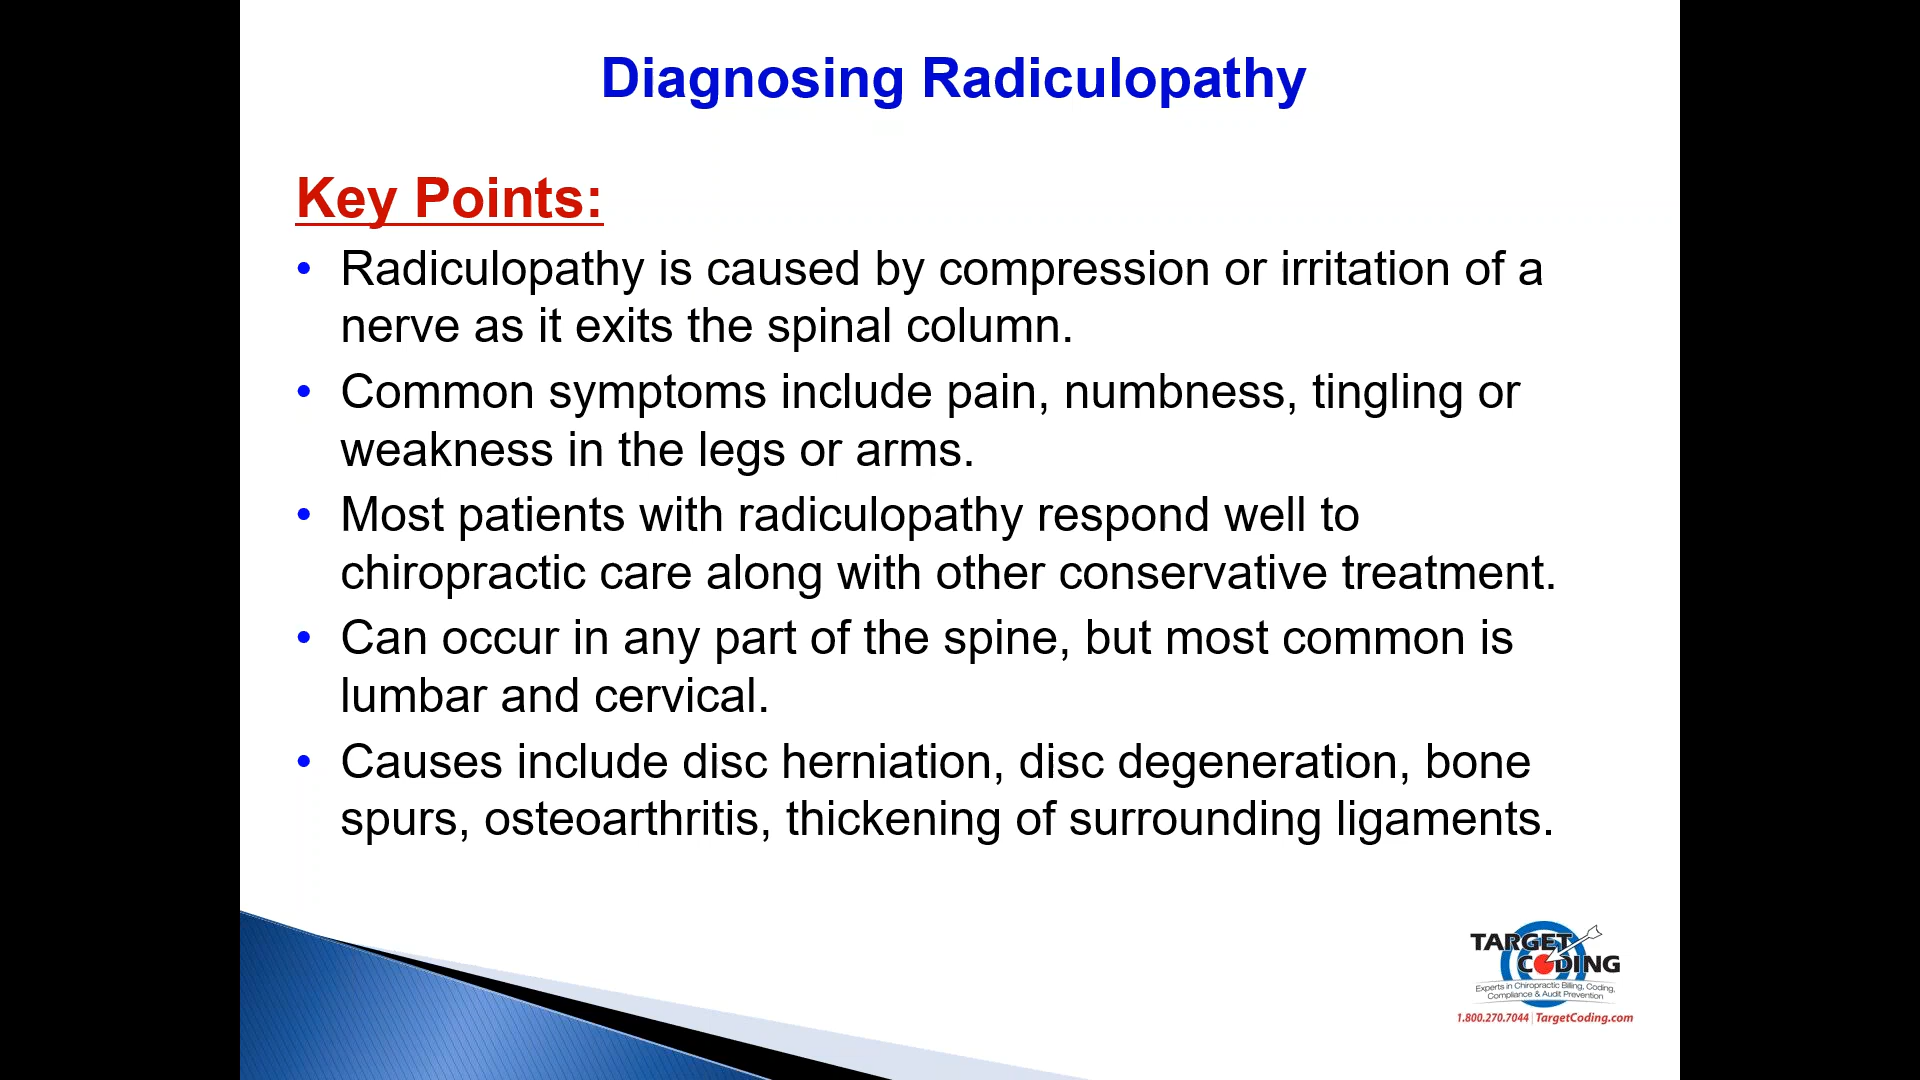 Diagnosing Radiculopathy
Key Points:
• Radiculopathy is caused by compression or irritation of a
nerve as it exits the spinal column.
• Common symptoms include pain, numbness, tingling or
weakness in the legs or arms.
• Most patients with radiculopathy respond well to
chiropractic care along with other conservative treatment.
• Can occur in any part of the spine, but most common is
lumbar and cervical.
• Causes include disc herniation, disc degeneration, bone
spurs, osteoarthritis, thickening of surrounding ligaments.
TARGET
CODING
Experts in Chiropractic Billing, Coding,
Compliance & Audit Prevention
1.800.270.7044 | TargetCoding.com